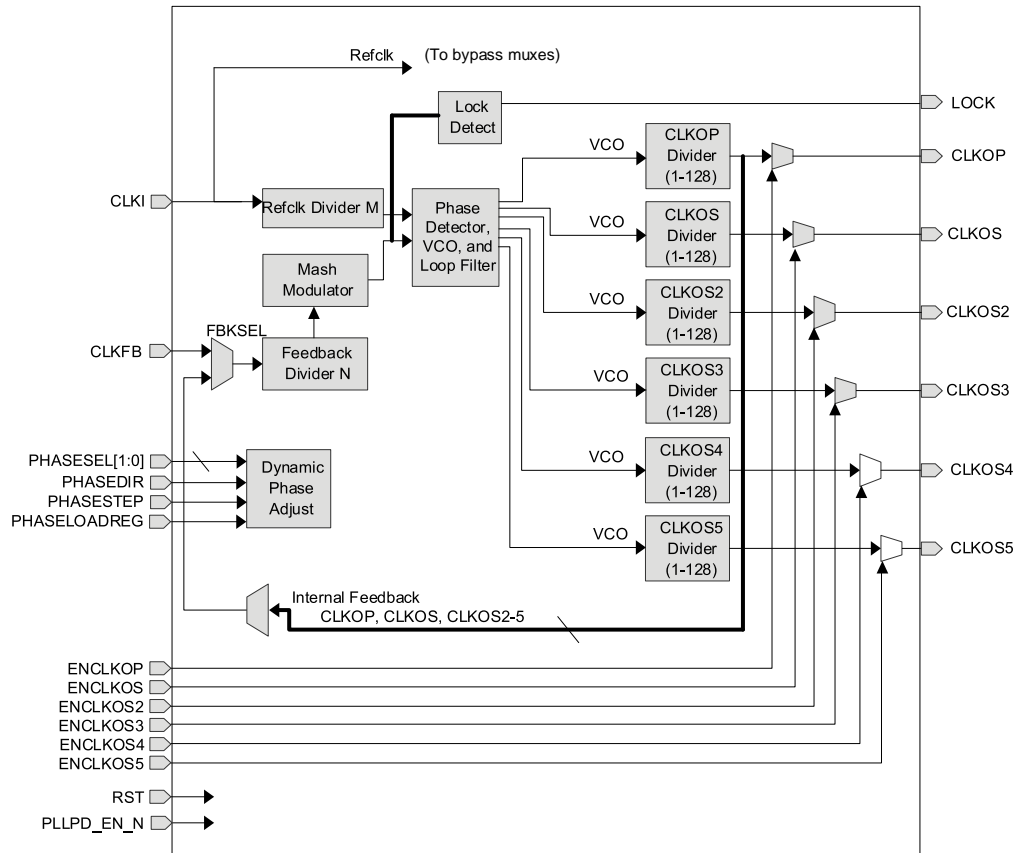 Refclk (To bypass muxes)
Lock
Detect
LOCK
VCO
CLKOP
Divider
(1-128)
CLKOP
CLKI
Refclk Divider M
Phase
Detector,
VCO, and
Loop Filter
VCO
CLKOS
Divider
(1-128)
CLKOS
Mash
Modulator
VCO
CLKOS2
Divider
(1-128)
CLKOS2
FBKSEL
CLKFB
Feedback
Divider N
VCO
CLKOS3
Divider
(1-128)
CLKOS3
PHASESEL[1:0]
PHASEDIR
PHASESTEP
PHASELOADREG
Dynamic
Phase
Adjust
VCO
CLKOS4
Divider
(1-128)
CLKOS4
VCO
CLKOS5
Divider
(1-128)
CLKOS5
Internal Feedback
CLKOP, CLKOS, CLKOS2-5
ENCLKOP
ENCLKOS
ENCLKOS2
ENCLKOS3
ENCLKOS4
ENCLKOS5
RST
PLLPD_EN_N